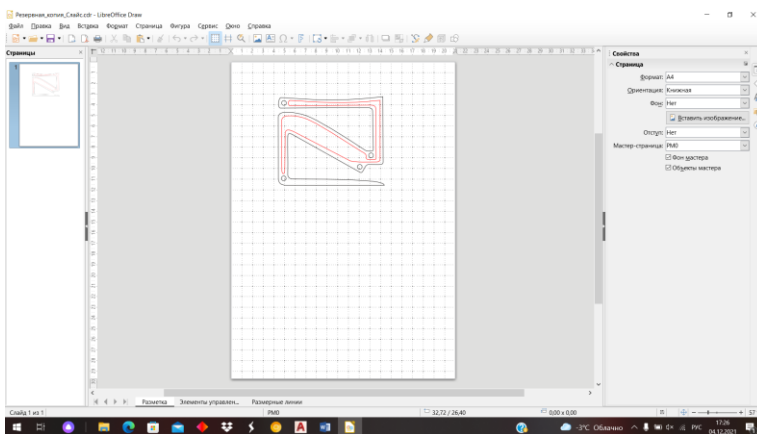 Резервная_копия_Слайс.cdr - LibreOffice Draw
Файл Правка Вид Вставка Формат Страница Фигура Сервис Окно Справка
Страницы
1
Свойства
Страница
Формат: A4
Ориентация: Книжная
Фон: Нет
Вставить изображение...
Отступ: Нет
Мастер-страница: PM0
Фон мастера
Объекты мастера
Разметка Элементы управлен... Размерные линии
Слайд 1 из 1 PM0 32,72 / 26,40 0,00 x 0,00 57
-3°C Облачно РУС 17:26
04.12.2021